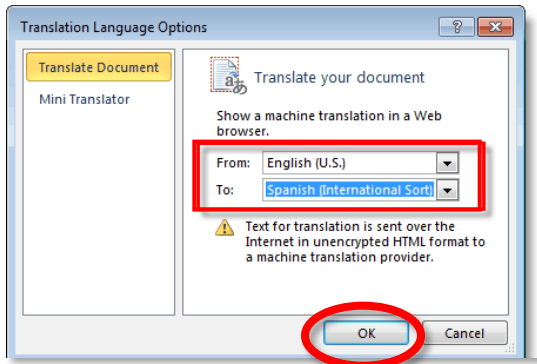 Translation Language Options
Translate Document
Mini Translator
Translate your document
Show a machine translation in a Web
browser.
From: English (U.S.)
To: Spanish (International Sort)
Text for translation is sent over the
Internet in unencrypted HTML format to
a machine translation provider.
OK Cancel